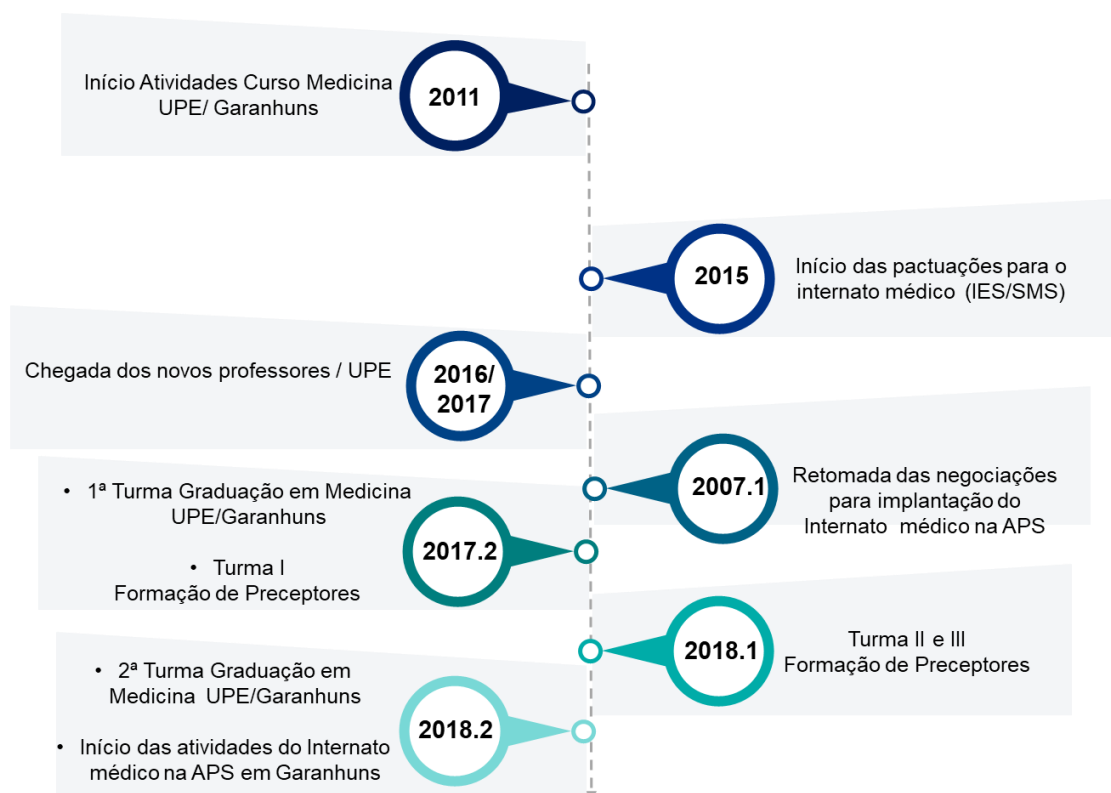 Início Atividades Curso Medicina
UPE/ Garanhuns
2011
2015
Início das pactuações para o
internato médico (IES/SMS)
Chegada dos novos professores / UPE
2016/
2017
2007.1
Retomada das negociações
para implantação do
Internato médico na APS
• 1ª Turma Graduação em Medicina
UPE/Garanhuns
• Turma I
Formação de Preceptores
2017.2
2018.1
Turma II e III
Formação de Preceptores
• 2ª Turma Graduação em
Medicina UPE/Garanhuns
• Início das atividades do Internato
médico na APS em Garanhuns
2018.2